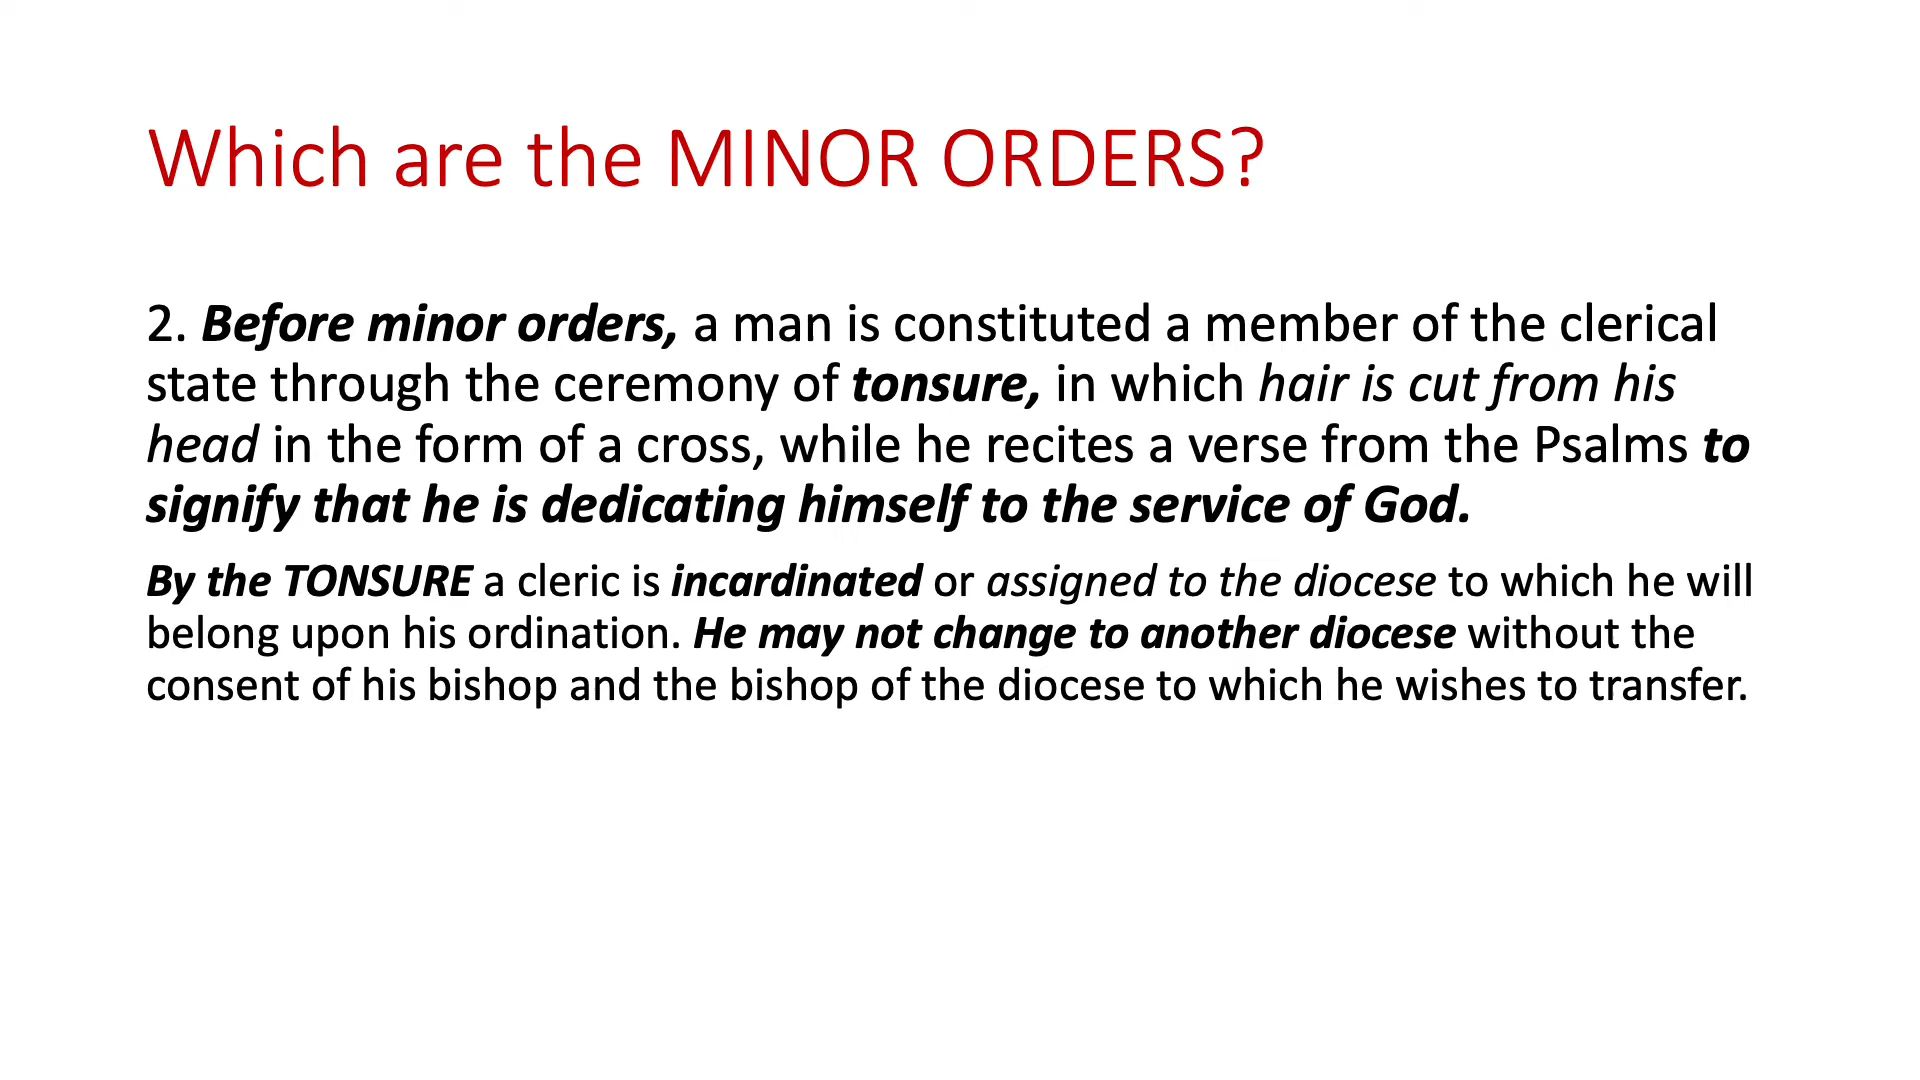 Which are the MINOR ORDERS?
2. Before minor orders, a man is constituted a member of the clerical
state through the ceremony of tonsure, in which hair is cut from his
head in the form of a cross, while he recites a verse from the Psalms to
signify that he is dedicating himself to the service of God.
By the TONSURE a cleric is incardinated or assigned to the diocese to which he will
belong upon his ordination. He may not change to another diocese without the
consent of his bishop and the bishop of the diocese to which he wishes to transfer.